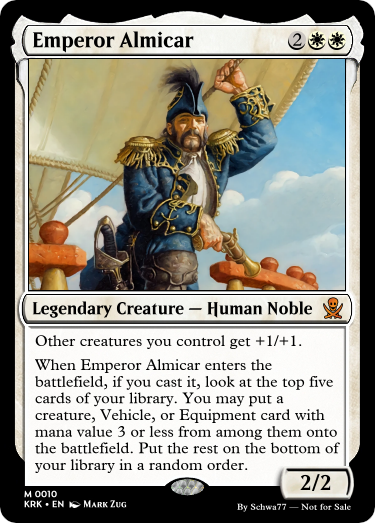 Emperor Almicar 2
Legendary Creature — Human Noble
Other creatures you control get +1/+1.
When Emperor Almicar enters the
battlefield, if you cast it, look at the top five
cards of your library. You may put a
creature, Vehicle, or Equipment card with
mana value 3 or less from among them onto
the battlefield. Put the rest on the bottom of
your library in a random order.
2/2
M 0010
KRK • EN Mark Zug
By Schwa77 — Not for Sale